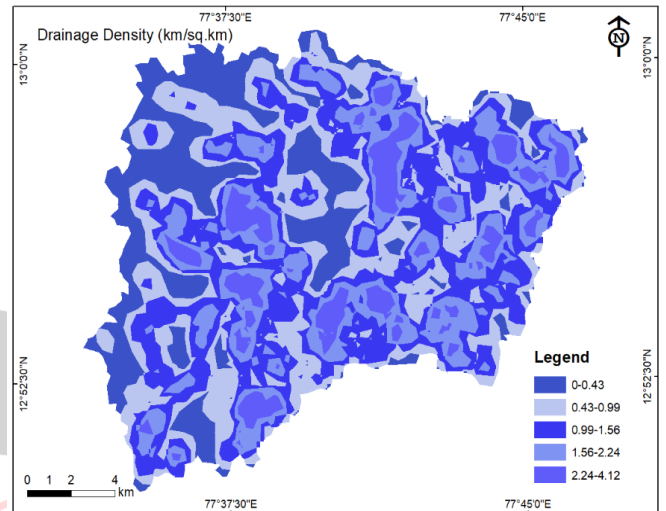 77°37'30"E
77°45'0"E
Drainage Density (km/sq.km)
N
13°0'0"N
13°0'0"N
12°52'30"N
12°52'30"N
Legend
0-0.43
0.43-0.99
0.99-1.56
1.56-2.24
2.24-4.12
0 1 2 4
km
77°37'30"E
77°45'0"E